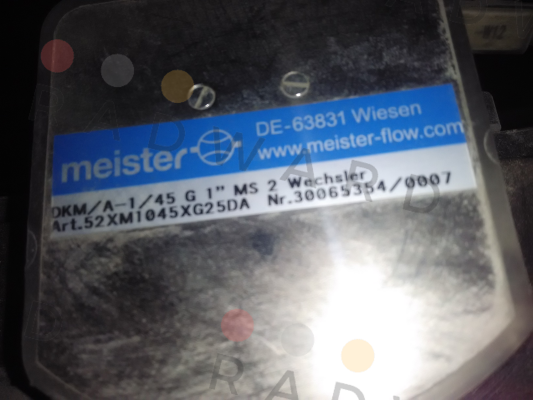 meister
DE-63831 Wiesen
www.meister-flow.com
DKM/A-1/45 G 1" MS 2 Wechsler
Art.52XM1045XG25DA Nr.30065354/0007